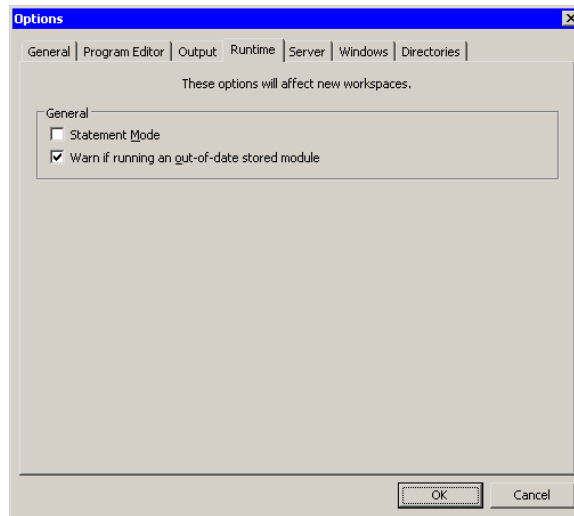 Options
General Program Editor Output Runtime Server Windows Directories
These options will affect new workspaces.
General
Statement Mode
Warn if running an out-of-date stored module
OK Cancel